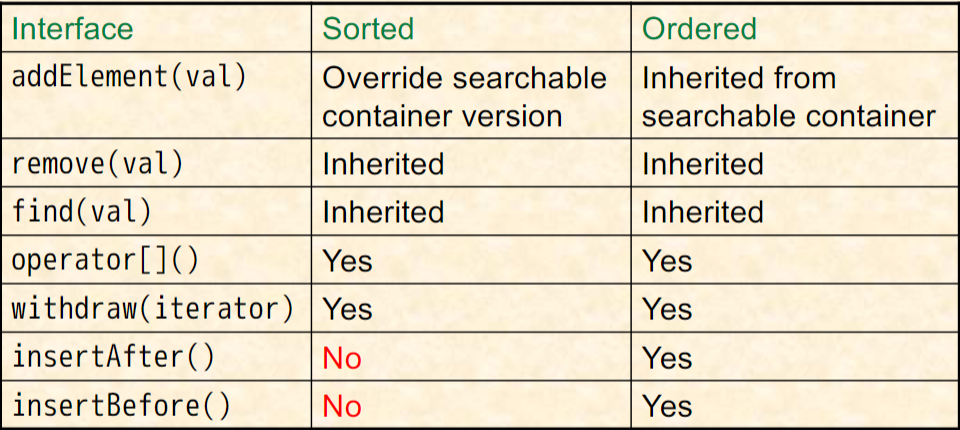 Interface Sorted Ordered
addElement(val) Override searchable Inherited from
container version searchable container
remove(val) Inherited Inherited
find(val) Inherited Inherited
operator[]() Yes Yes
withdraw(iterator) Yes Yes
insertAfter() No Yes
insertBefore() No Yes